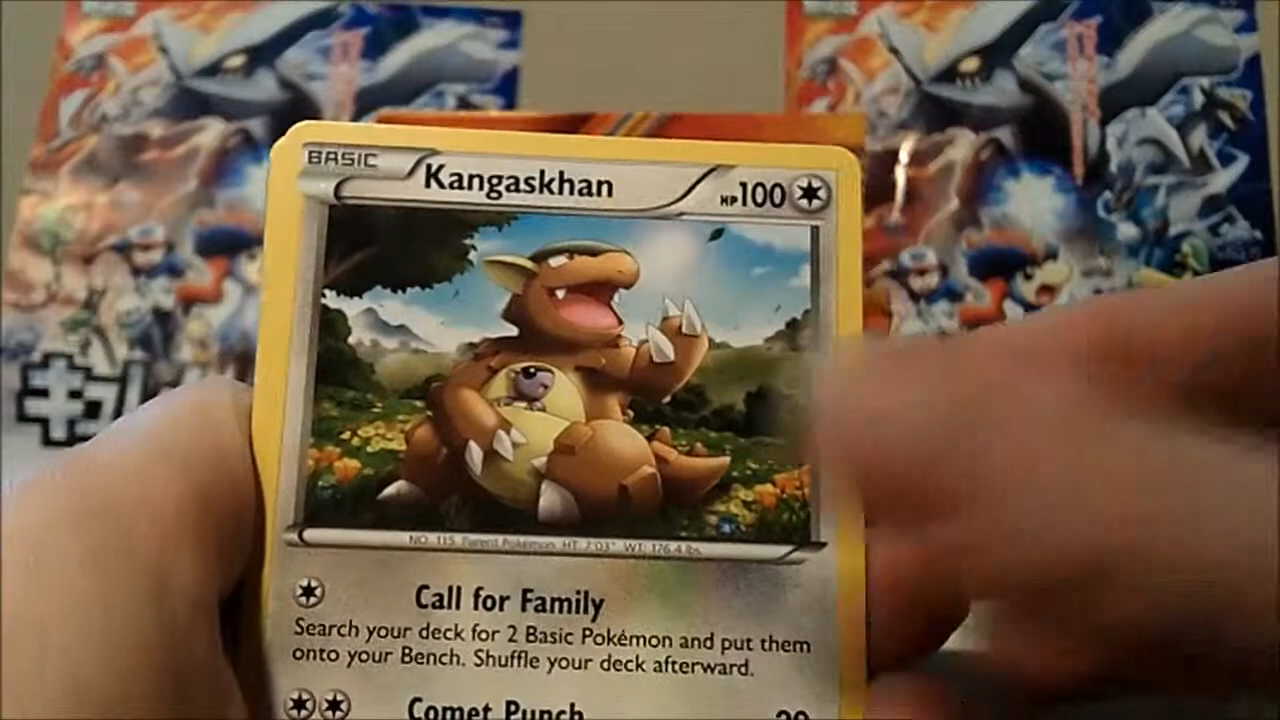 BASIC Kangaskhan HP100
NO. 115 Parent Pokémon HT: 7'03" WT: 176.4 lbs.
Call for Family
Search your deck for 2 Basic Pokémon and put them
onto your Bench. Shuffle your deck afterward.
Comet Punch 20